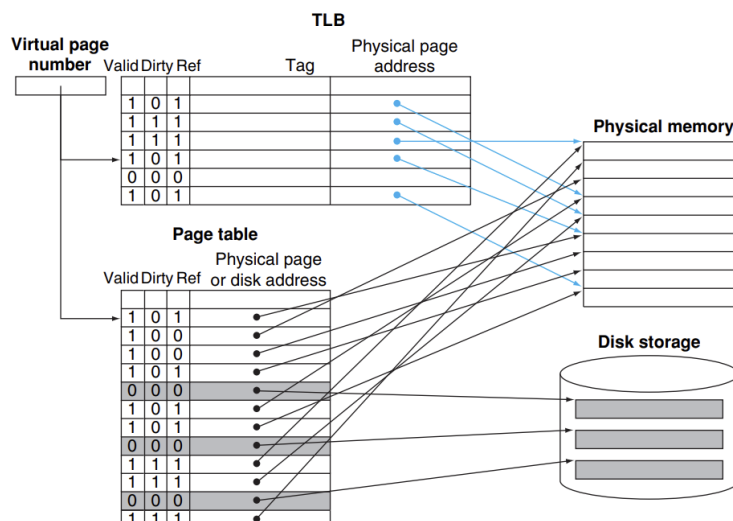 TLB
Virtual page
number
Valid Dirty Ref
Tag
Physical page
address
1 0 1
1 1 1
1 1 1
1 0 1
0 0 0
1 0 1
Physical memory
Page table
Valid Dirty Ref
Physical page
or disk address
1 0 1
1 0 0
1 0 0
1 0 1
0 0 0
1 0 1
1 0 1
0 0 0
1 1 1
1 1 1
0 0 0
1 1 1
Disk storage